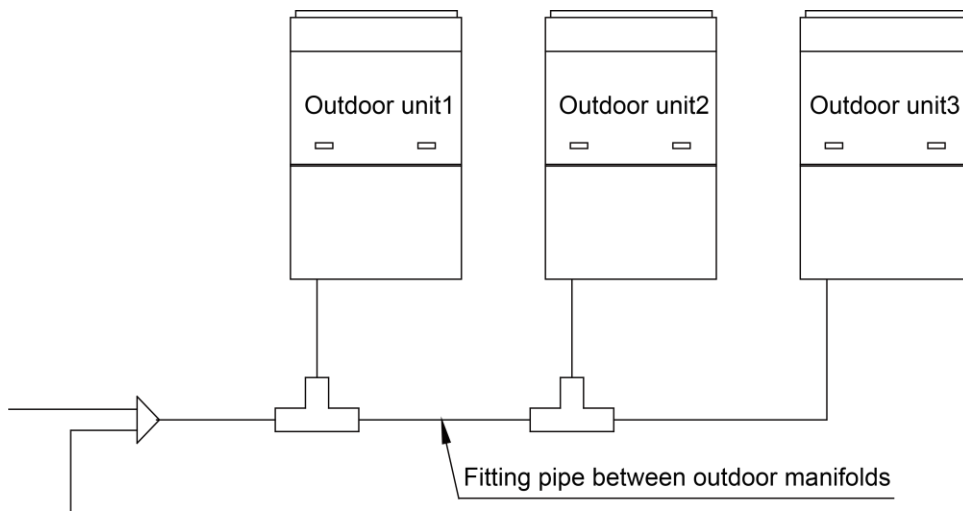 Outdoor unit1
Outdoor unit2
Outdoor unit3
Fitting pipe between outdoor manifolds